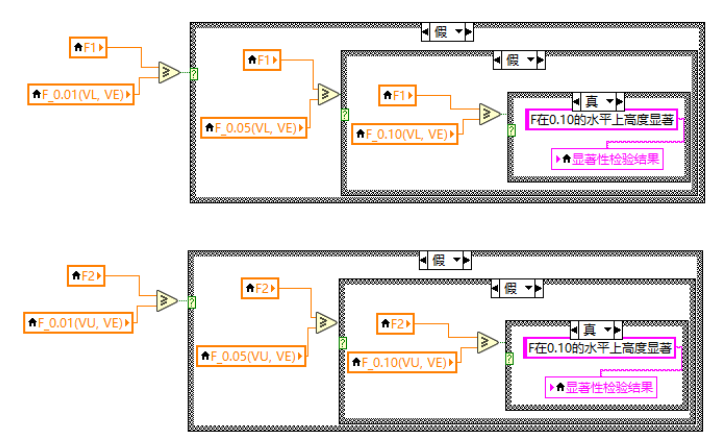 假
F1
F_0.01(VL, VE)
?
F1
F_0.05(VL, VE)
假
?
F1
F_0.10(VL, VE)
真
?
F在0.10的水平上高度显著
显著性检验结果
假
F2
F_0.01(VU, VE)
?
F2
F_0.05(VU, VE)
假
?
F2
F_0.10(VU, VE)
真
?
F在0.10的水平上高度显著
显著性检验结果